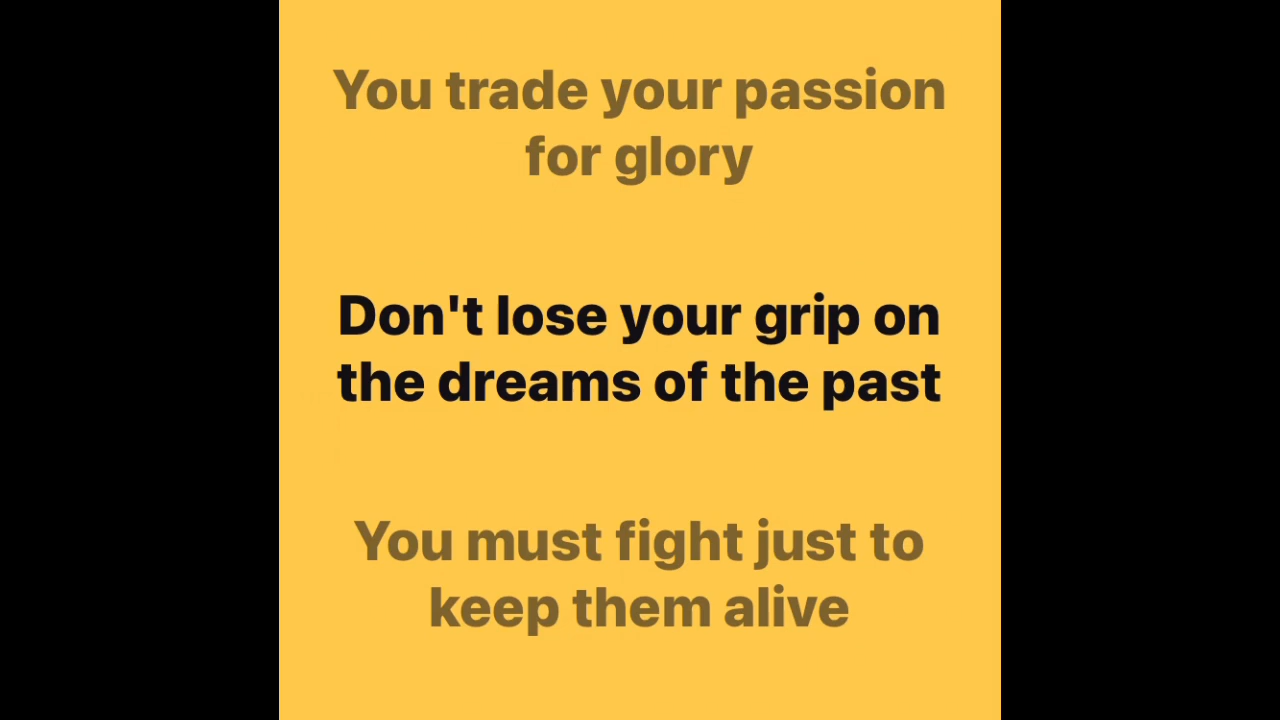 You trade your passion
for glory
Don't lose your grip on
the dreams of the past
You must fight just to
keep them alive